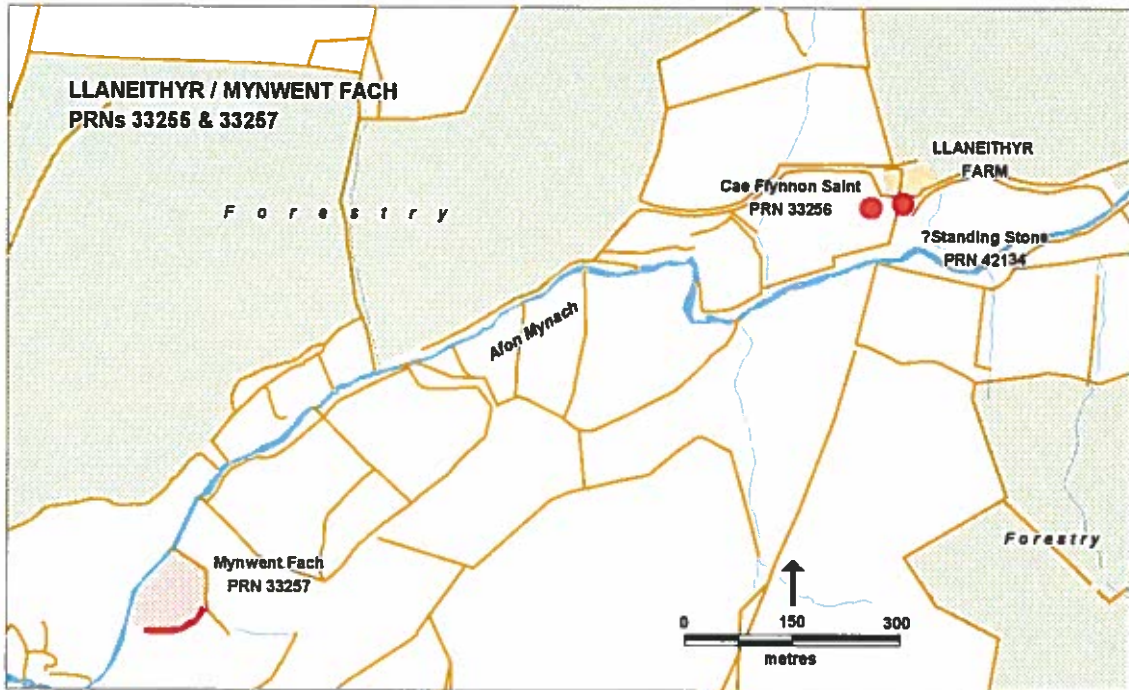 LLANEITHYR / MYNWENT FACH
PRNs 33255 & 33257
Forestry
LLANEITHYR
FARM
Cae Ffynnon Saint
PRN 33256
?Standing Stone
PRN 42134
Afon Mynach
Mynwent Fach
PRN 33257
Forestry
0 150 300
metres